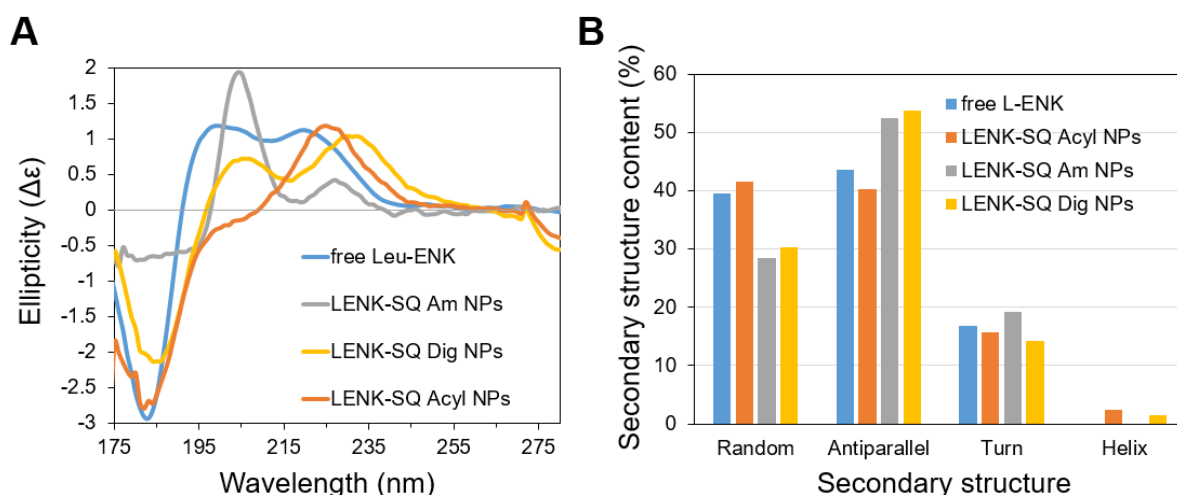 A
Ellipticity (Δε)
2
1.5
1
0.5
0
-0.5
-1
-1.5
-2
-2.5
-3
175
195
215
235
255
275
Wavelength (nm)
free Leu-ENK
LENK-SQ Am NPs
LENK-SQ Dig NPs
LENK-SQ Acyl NPs
B
Secondary structure content (%)
60
50
40
30
20
10
0
free L-ENK
LENK-SQ Acyl NPs
LENK-SQ Am NPs
LENK-SQ Dig NPs
Random
Antiparallel
Turn
Helix
Secondary structure